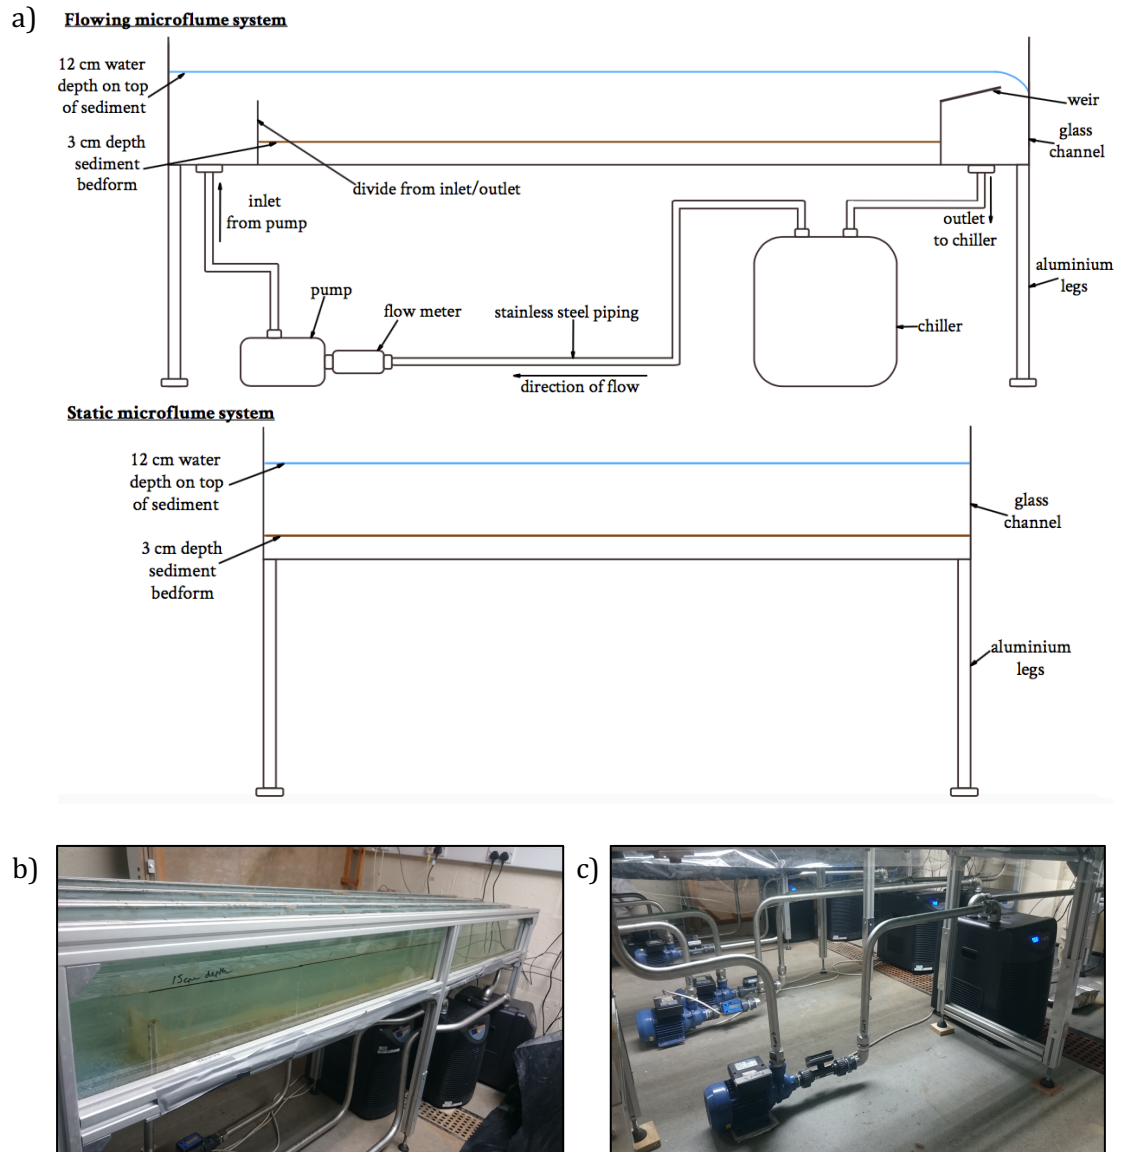 a)
Flowing microflume system
12 cm water
depth on top
of sediment
weir
3 cm depth
sediment
bedform
glass
channel
divide from inlet/outlet
inlet
from pump
outlet
to chiller
aluminium
legs
pump
flow meter
stainless steel piping
chiller
direction of flow
Static microflume system
12 cm water
depth on top
of sediment
glass
channel
3 cm depth
sediment
bedform
aluminium
legs
b)
15cm depth
c)